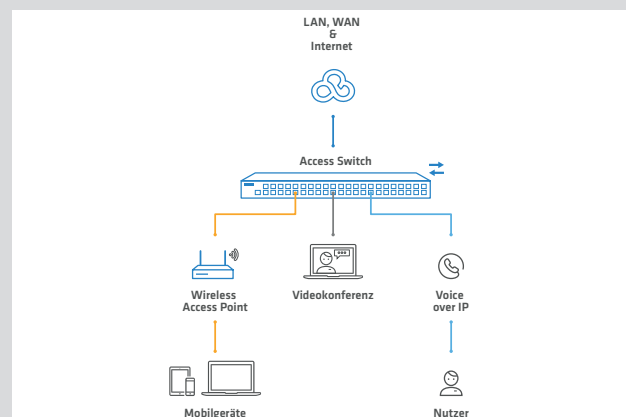 LAN, WAN
&
Internet
Access Switch
Wireless
Access Point
Videokonferenz
Voice
over IP
Mobilgeräte
Nutzer